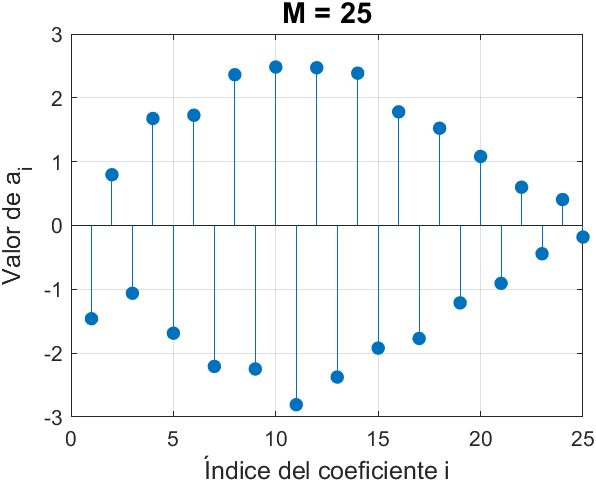 M = 25
3
2
1
0
-1
-2
-3
Valor de a_i
0 5 10 15 20 25
Índice del coeficiente i